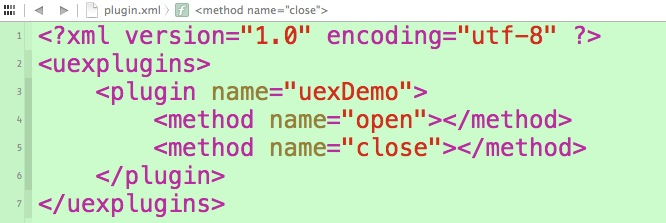 plugin.xml <method name="close">
1 <?xml version="1.0" encoding="utf-8" ?>
2 <uexplugins>
3 <plugin name="uexDemo">
4 <method name="open"></method>
5 <method name="close"></method>
6 </plugin>
7 </uexplugins>